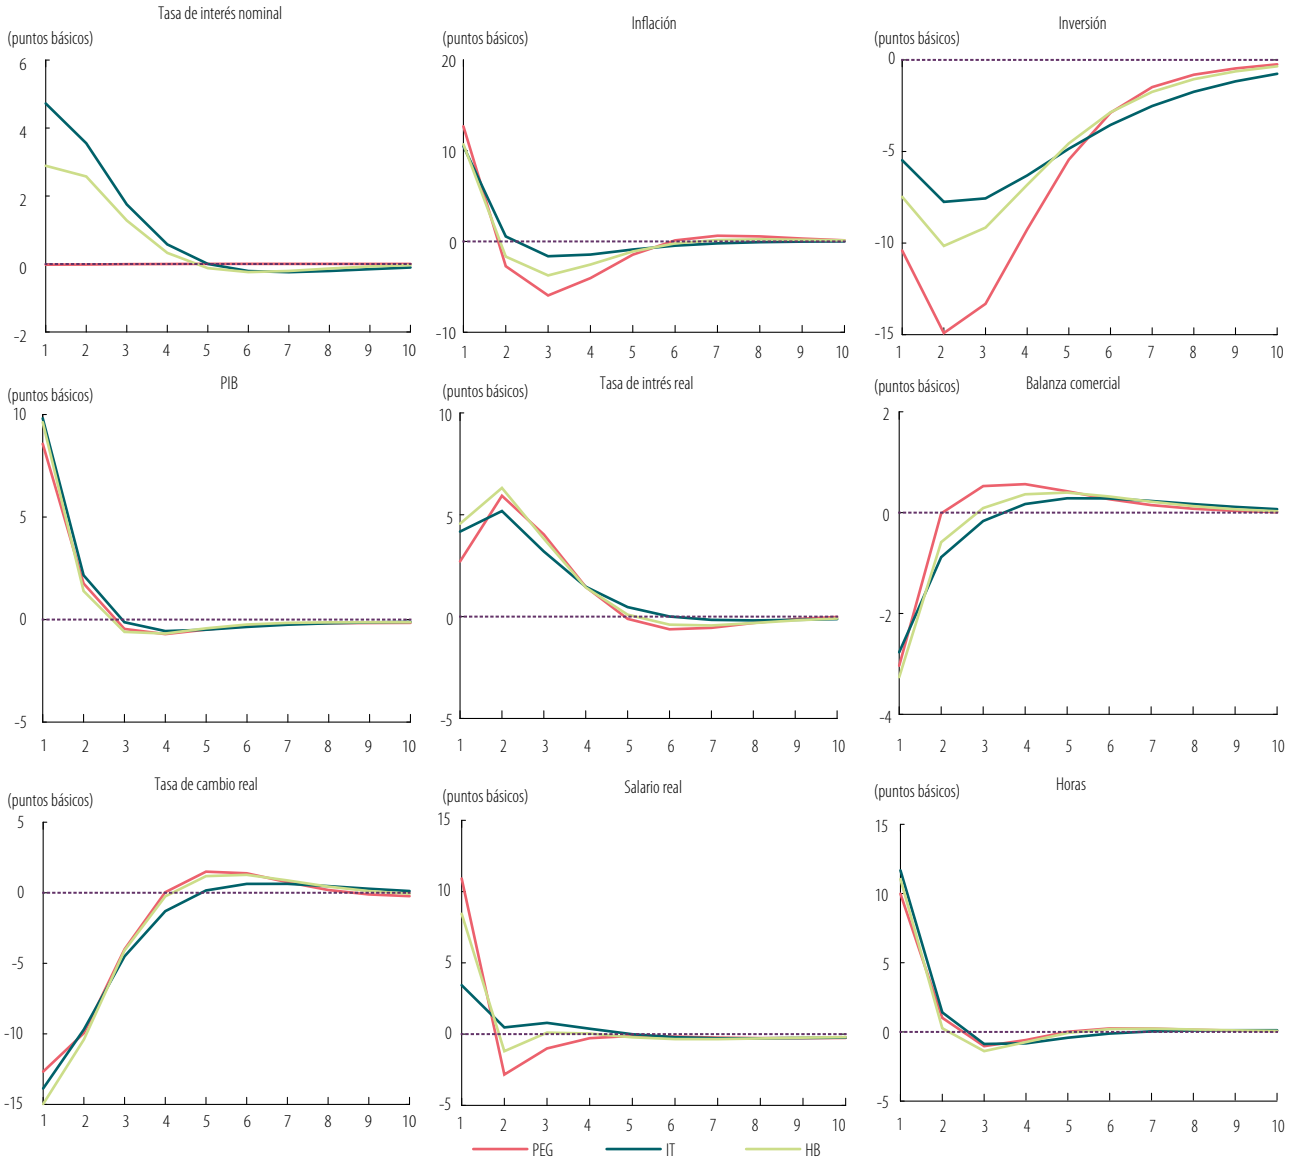 Tasa de interés nominal
(puntos básicos)
6
4
2
0
-2
1 2 3 4 5 6 7 8 9 10
Inflación
(puntos básicos)
20
10
0
-10
1 2 3 4 5 6 7 8 9 10
Inversión
(puntos básicos)
0
-5
-10
-15
1 2 3 4 5 6 7 8 9 10
PIB
(puntos básicos)
10
5
0
-5
1 2 3 4 5 6 7 8 9 10
Tasa de intrés real
(puntos básicos)
10
5
0
-5
1 2 3 4 5 6 7 8 9 10
Balanza comercial
(puntos básicos)
2
0
-2
-4
1 2 3 4 5 6 7 8 9 10
Tasa de cambio real
(puntos básicos)
5
0
-5
-10
-15
1 2 3 4 5 6 7 8 9 10
Salario real
(puntos básicos)
15
10
5
0
-5
1 2 3 4 5 6 7 8 9 10
Horas
(puntos básicos)
15
10
5
0
-5
1 2 3 4 5 6 7 8 9 10
PEG IT HB